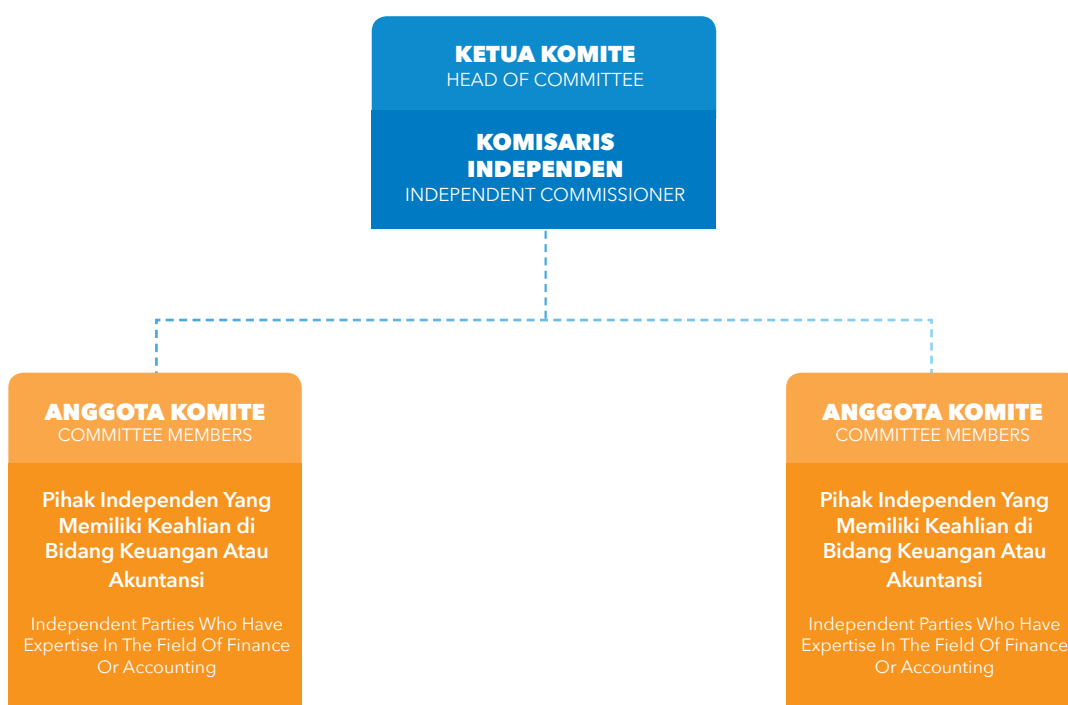 KETUA KOMITE
HEAD OF COMMITTEE
KOMISARIS
INDEPENDEN
INDEPENDENT COMMISSIONER
ANGGOTA KOMITE
COMMITTEE MEMBERS
Pihak Independen Yang
Memiliki Keahlian di
Bidang Keuangan Atau
Akuntansi
Independent Parties Who Have
Expertise In The Field Of Finance
Or Accounting
ANGGOTA KOMITE
COMMITTEE MEMBERS
Pihak Independen Yang
Memiliki Keahlian di
Bidang Keuangan Atau
Akuntansi
Independent Parties Who Have
Expertise In The Field Of Finance
Or Accounting